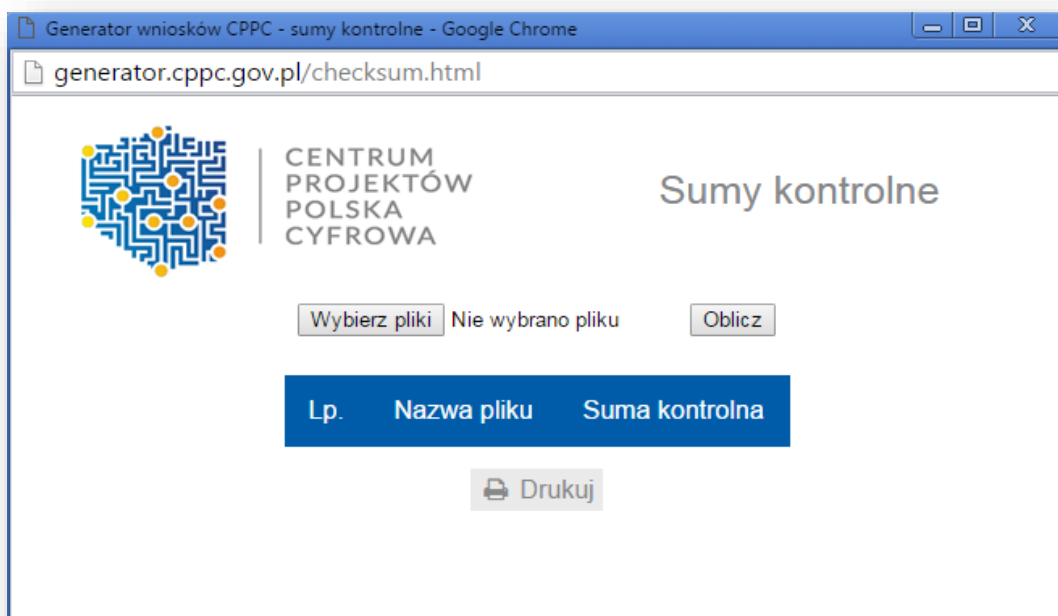 Generator wniosków CPPC - sumy kontrolne - Google Chrome
generator.cppc.gov.pl/checksum.html
CENTRUM
PROJEKTÓW
POLSKA
CYFROWA
Sumy kontrolne
Wybierz pliki Nie wybrano pliku Oblicz
Lp. Nazwa pliku Suma kontrolna
Drukuj